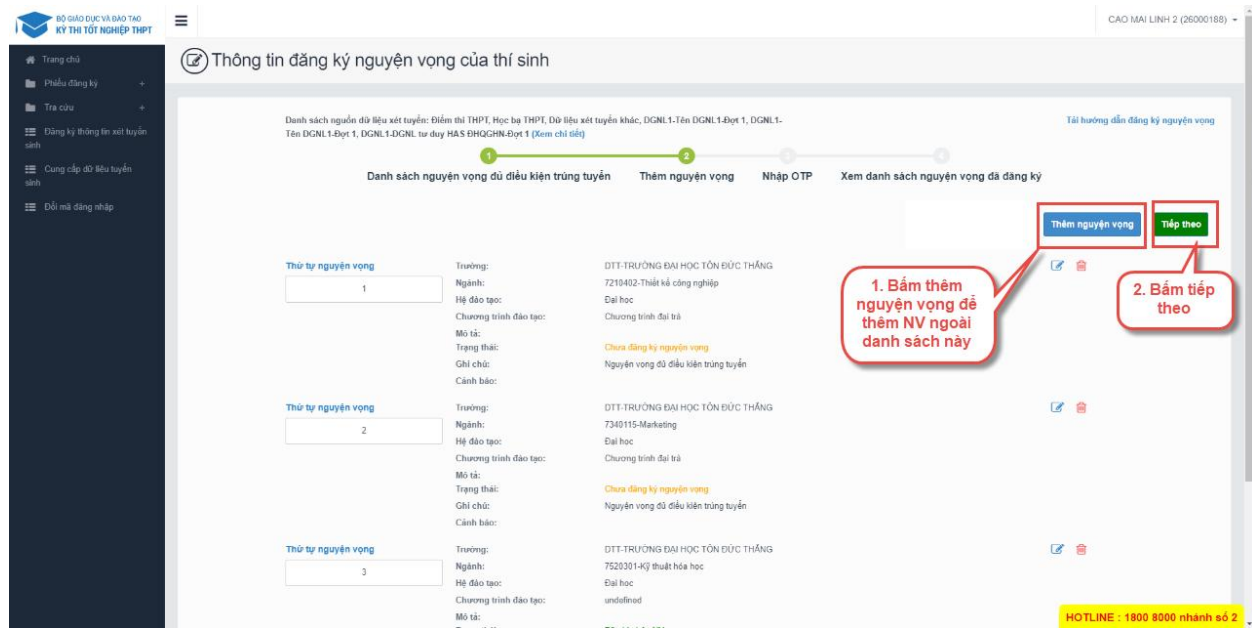 BỘ GIÁO DỤC VÀ ĐÀO TẠO
KỲ THI TỐT NGHIỆP THPT
CAO MAI LINH 2 (26000188)
Trang chủ
Phiếu đăng ký +
Tra cứu +
Đăng ký thông tin xét tuyển
sinh
Cung cấp dữ liệu tuyển
sinh
Đổi mã đăng nhập
Thông tin đăng ký nguyện vọng của thí sinh
Danh sách nguồn dữ liệu xét tuyển: Điểm thi THPT, Học bạ THPT, Dữ liệu xét tuyển khác, DGNL1-Tên DGNL1-Đợt 1, DGNL1-
Tên DGNL1-Đợt 1, DGNL1-DGNL tư duy HAS ĐHQGHN-Đợt 1 (Xem chi tiết)
Tải hướng dẫn đăng ký nguyện vọng
1 2 3 4
Danh sách nguyện vọng đủ điều kiện trúng tuyển Thêm nguyện vọng Nhập OTP Xem danh sách nguyện vọng đã đăng ký
Thêm nguyện vọng Tiếp theo
1. Bấm thêm
nguyện vọng để
thêm NV ngoài
danh sách này
2. Bấm tiếp
theo
Thứ tự nguyện vọng
1
Trường: DTT-TRƯỜNG ĐẠI HỌC TÔN ĐỨC THẮNG
Ngành: 7210402-Thiết kế công nghiệp
Hệ đào tạo: Đại học
Chương trình đào tạo: Chương trình đại trà
Mô tả:
Trạng thái: Chưa đăng ký nguyện vọng
Ghi chú: Nguyện vọng đủ điều kiện trúng tuyển
Cảnh báo:
Thứ tự nguyện vọng
2
Trường: DTT-TRƯỜNG ĐẠI HỌC TÔN ĐỨC THẮNG
Ngành: 7340115-Marketing
Hệ đào tạo: Đại học
Chương trình đào tạo: Chương trình đại trà
Mô tả:
Trạng thái: Chưa đăng ký nguyện vọng
Ghi chú: Nguyện vọng đủ điều kiện trúng tuyển
Cảnh báo:
Thứ tự nguyện vọng
3
Trường: DTT-TRƯỜNG ĐẠI HỌC TÔN ĐỨC THẮNG
Ngành: 7520301-Kỹ thuật hóa học
Hệ đào tạo: Đại học
Chương trình đào tạo: undefined
Mô tả:
HOTLINE : 1800 8000 nhánh số 2